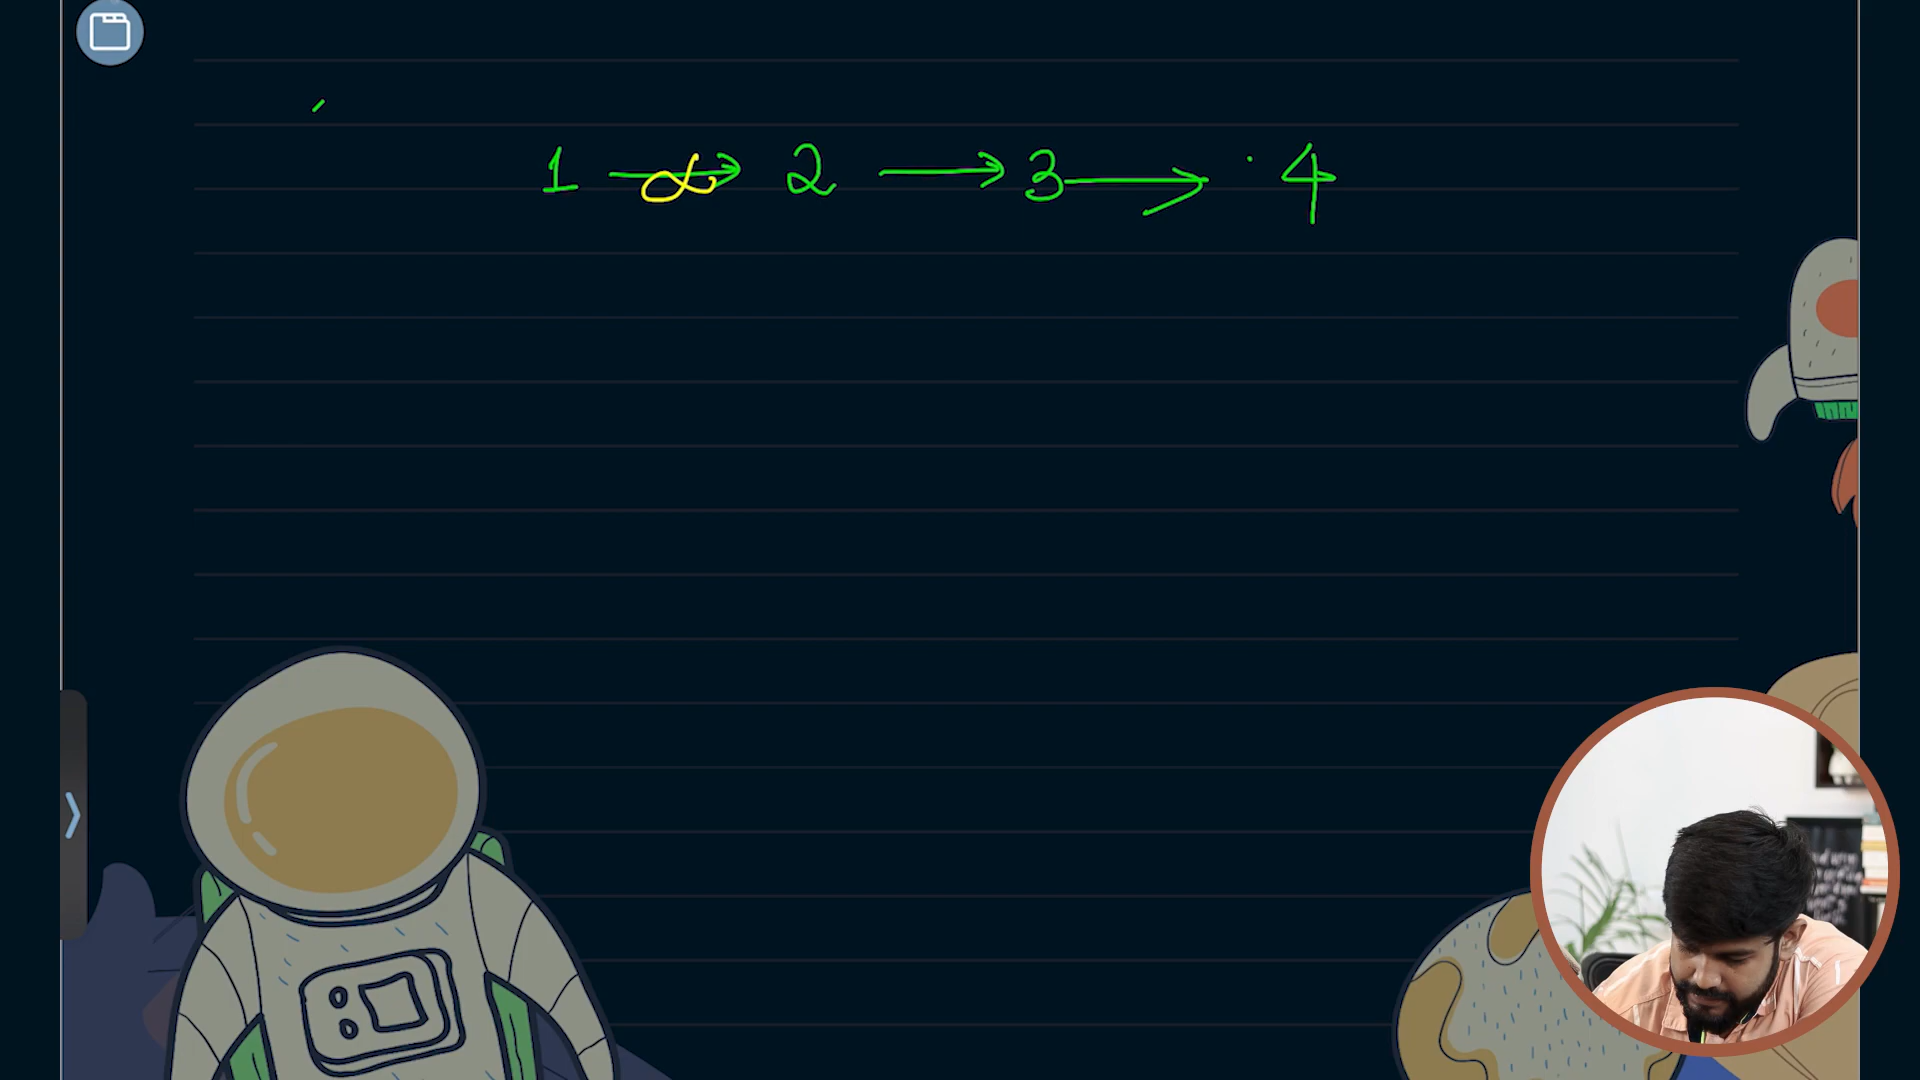 1 → 2 → 3 → 4